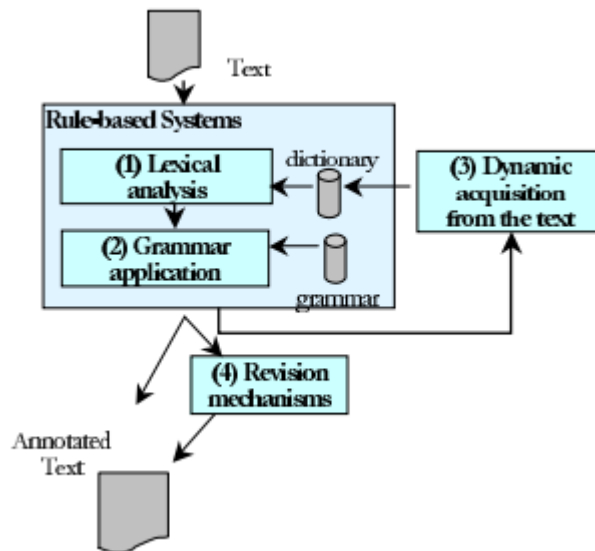 Text
Rule-based Systems
(1) Lexical
analysis
dictionary
(2) Grammar
application
grammar
(3) Dynamic
acquisition
from the text
(4) Revision
mechanisms
Annotated
Text